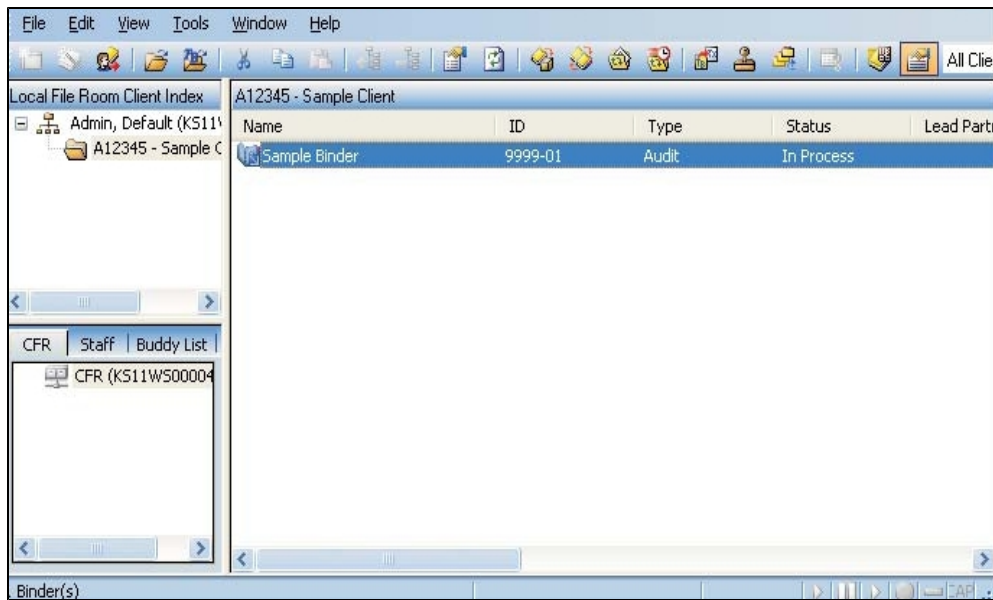 File Edit View Tools Window Help
All Clie
Local File Room Client Index
A12345 - Sample Client
Admin, Default (KS11
A12345 - Sample C
Name ID Type Status Lead Part
Sample Binder 9999-01 Audit In Process
CFR Staff Buddy List
CFR (KS11WS00004
Binder(s)
CAP